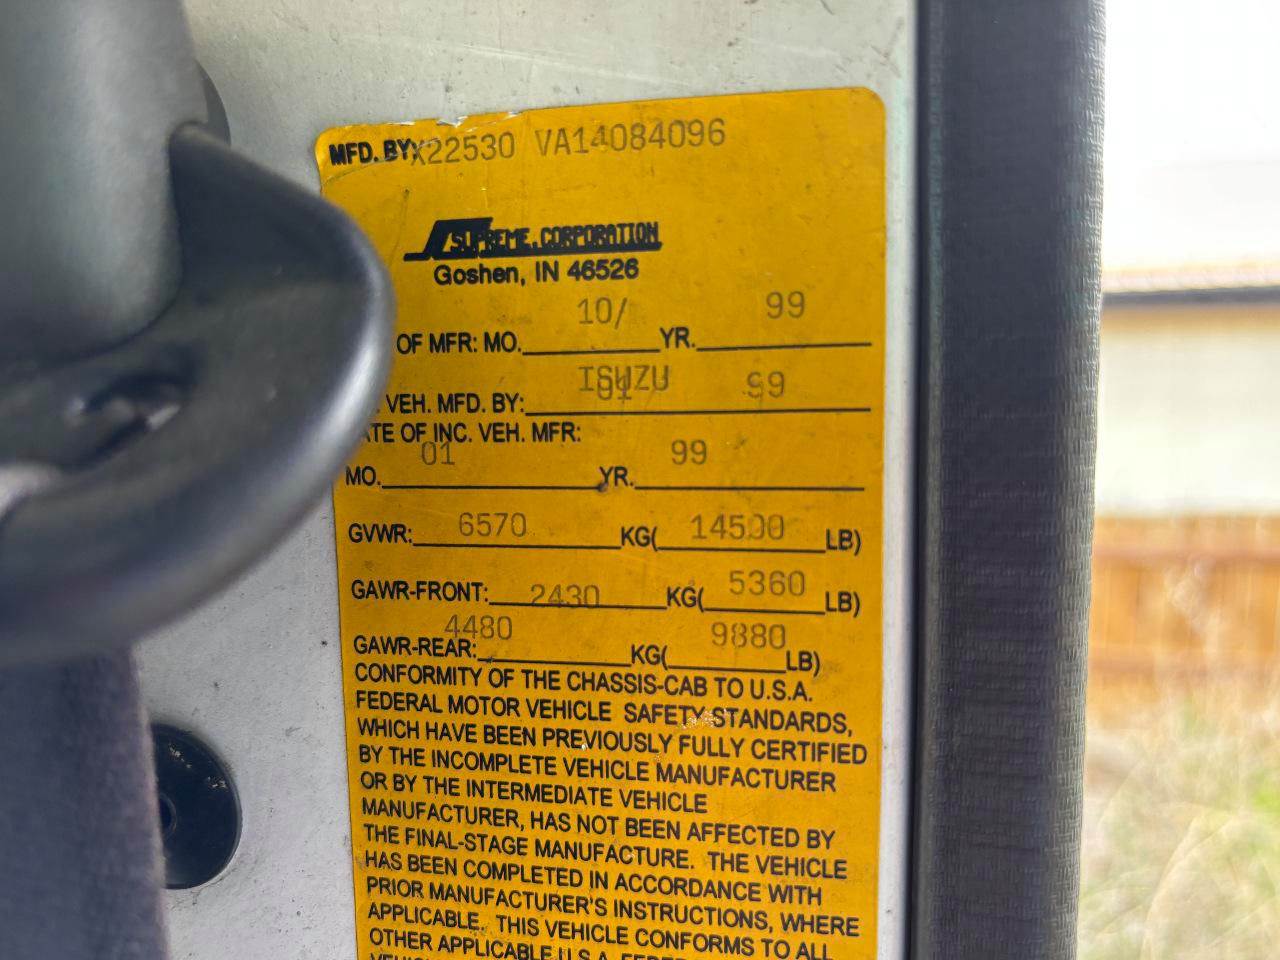 MFD. BY X22530 VA14084096
SUPREME CORPORATION
Goshen, IN 46526
10/ 99
OF MFR: MO. YR.
ISUZU 99
VEH. MFD. BY:
TE OF INC. VEH. MFR:
01 99
MO. YR.
GVWR: 6570 KG( 14500 LB)
GAWR-FRONT: 2430 KG( 5360 LB)
GAWR-REAR: 4480 KG( 9880 LB)
CONFORMITY OF THE CHASSIS-CAB TO U.S.A.
FEDERAL MOTOR VEHICLE SAFETY STANDARDS,
WHICH HAVE BEEN PREVIOUSLY FULLY CERTIFIED
BY THE INCOMPLETE VEHICLE MANUFACTURER
OR BY THE INTERMEDIATE VEHICLE
MANUFACTURER, HAS NOT BEEN AFFECTED BY
THE FINAL-STAGE MANUFACTURE. THE VEHICLE
HAS BEEN COMPLETED IN ACCORDANCE WITH
PRIOR MANUFACTURER'S INSTRUCTIONS, WHERE
APPLICABLE. THIS VEHICLE CONFORMS TO ALL
OTHER APPLICABLE U.S.A.